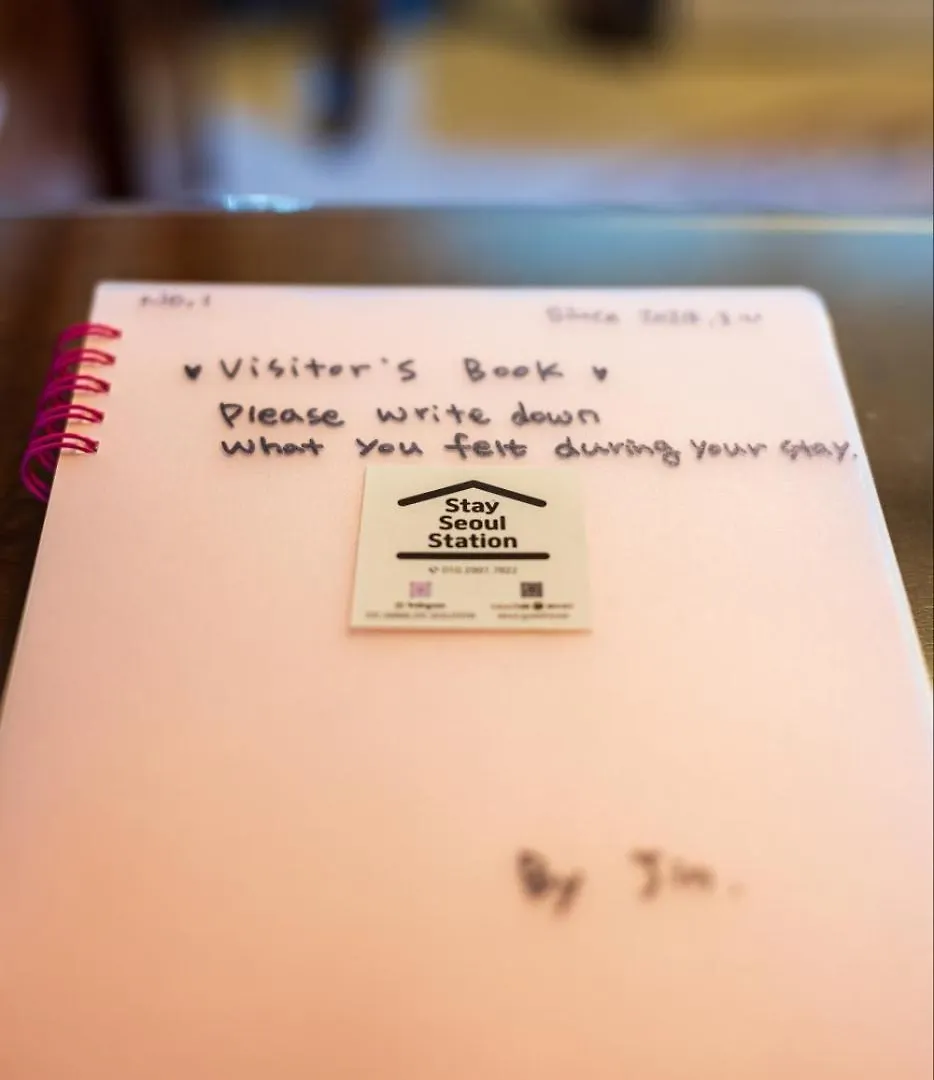 No.1
Since
♥ Visitor's Book ♥
Please write down
what you felt during your stay.
Stay
Seoul
Station
By Jin.